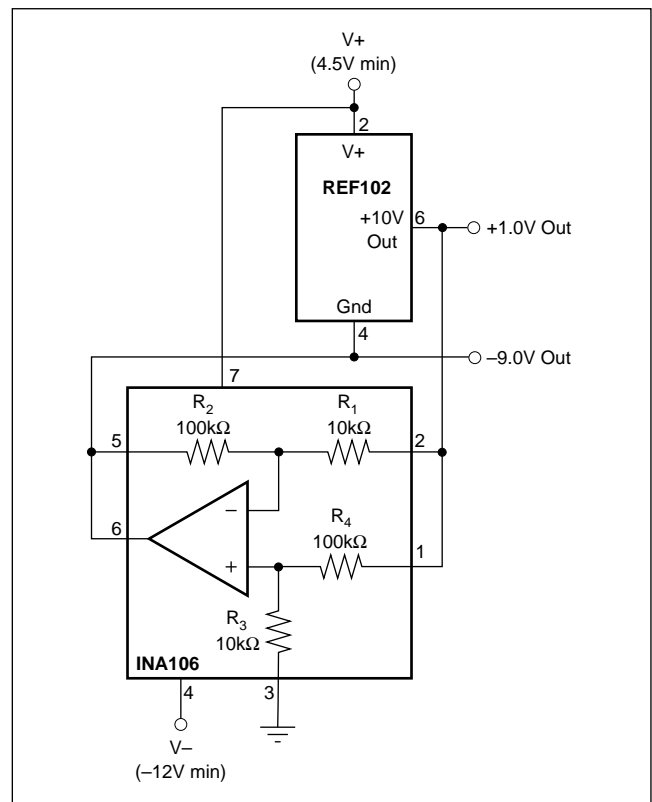 V+
(4.5V min)
2
V+
REF102
+10V
Out
6
+1.0V Out
Gnd
4
–9.0V Out
7
R2
100kΩ
R1
10kΩ
5
2
–
6
R4
100kΩ
1
+
R3
10kΩ
INA106
4
3
V–
(–12V min)